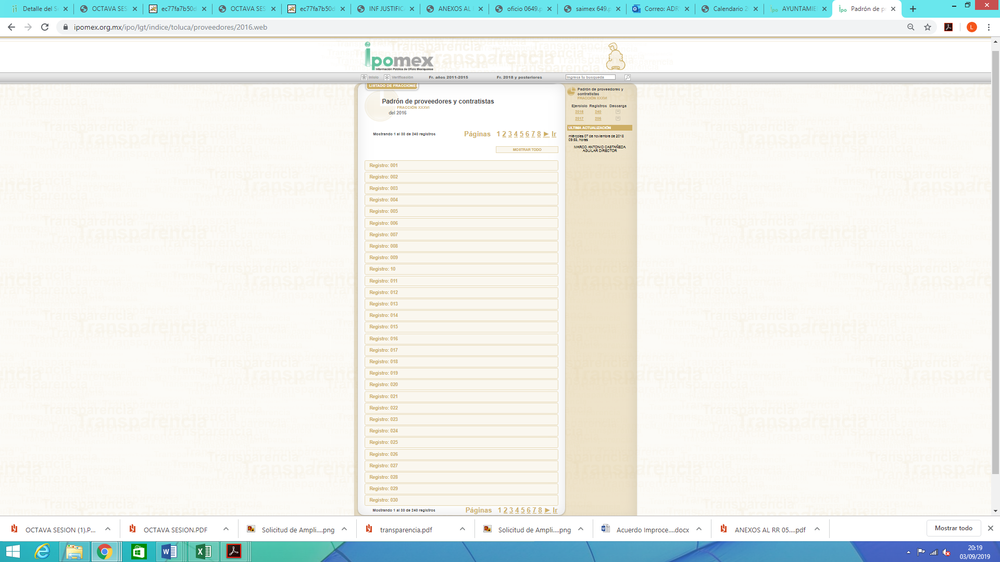 Detalle del S
OCTAVA SES
ec77fa7b50d
OCTAVA SES
ec77fa7b50d
INF JUSTIFIC
ANEXOS AL
oficio 0649.p
saimex 649.p
Correo: ADR
Calendario 2
AYUNTAMIE
Padrón de p
ipomex.org.mx/ipo/lgt/indice/toluca/proveedores/2016.web
L
ipomex
Información Pública de Oficio Mexiquense
Inicio
Verificación
Fr. años 2011-2015
Fr. 2018 y posteriores
Ingresa tu busqueda
LISTADO DE FRACCIONE
Padrón de proveedores y contratistas
FRACCIÓN XXXVI
del 2016
Mostrando 1 al 30 de 240 registros
Páginas 1 2 3 4 5 6 7 8 ► Ir
MOSTRAR TODO
Registro: 001
Registro: 002
Registro: 003
Registro: 004
Registro: 005
Registro: 006
Registro: 007
Registro: 008
Registro: 009
Registro: 10
Registro: 011
Registro: 012
Registro: 013
Registro: 014
Registro: 015
Registro: 016
Registro: 017
Registro: 018
Registro: 019
Registro: 020
Registro: 021
Registro: 022
Registro: 023
Registro: 024
Registro: 025
Registro: 026
Registro: 027
Registro: 028
Registro: 029
Registro: 030
Mostrando 1 al 30 de 240 registros
Páginas 1 2 3 4 5 6 7 8 ► Ir
Padrón de proveedores y
contratistas
FRACCIÓN XXXVI
Ejercicio Registros Descarga
2016 240
2017 206
ULTIMA ACTUALIZACIÓN
miércoles 07 de noviembre de 2018
09:58, horas
MARCO ANTONIO CASTAÑEDA
AGUILAR DIRECTOR
OCTAVA SESION (1).P...
OCTAVA SESION.PDF
Solicitud de Ampli....png
transparencia.pdf
Solicitud de Ampli....png
Acuerdo Improce....docx
ANEXOS AL RR 05....pdf
Mostrar todo
20:19
03/09/2019